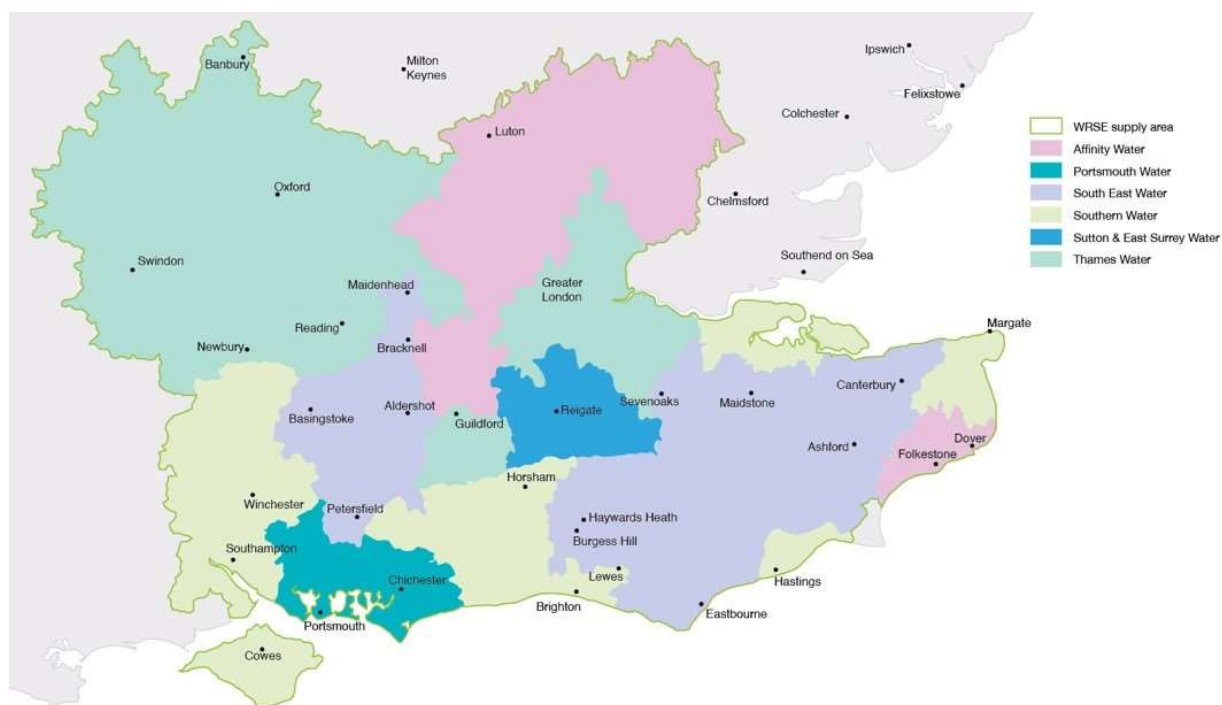 Banbury
Milton
Keynes
Ipswich
Felixstowe
Colchester
Luton
Oxford
Chelmsford
Swindon
Southend on Sea
Maidenhead
Greater
London
Reading
Margate
Newbury
Bracknell
Canterbury
Basingstoke
Aldershot
Guildford
Reigate
Sevenoaks
Maidstone
Ashford
Dover
Folkestone
Horsham
Winchester
Petersfield
Haywards Heath
Burgess Hill
Southampton
Chichester
Lewes
Hastings
Brighton
Eastbourne
Portsmouth
Cowes
WRSE supply area
Affinity Water
Portsmouth Water
South East Water
Southern Water
Sutton & East Surrey Water
Thames Water